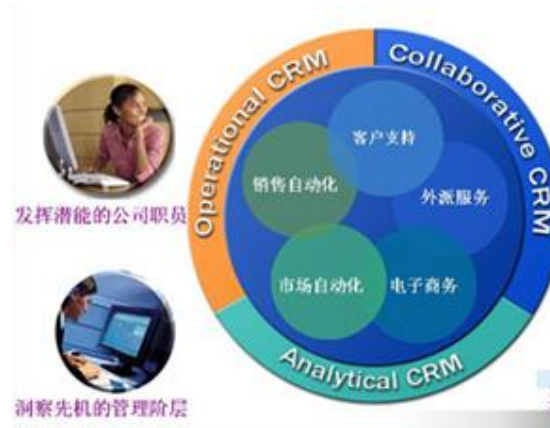 Operational CRM
Collaborative CRM
客户支持
销售自动化
外派服务
发挥潜能的公司职员
市场自动化
电子商务
Analytical CRM
洞察先机的管理阶层